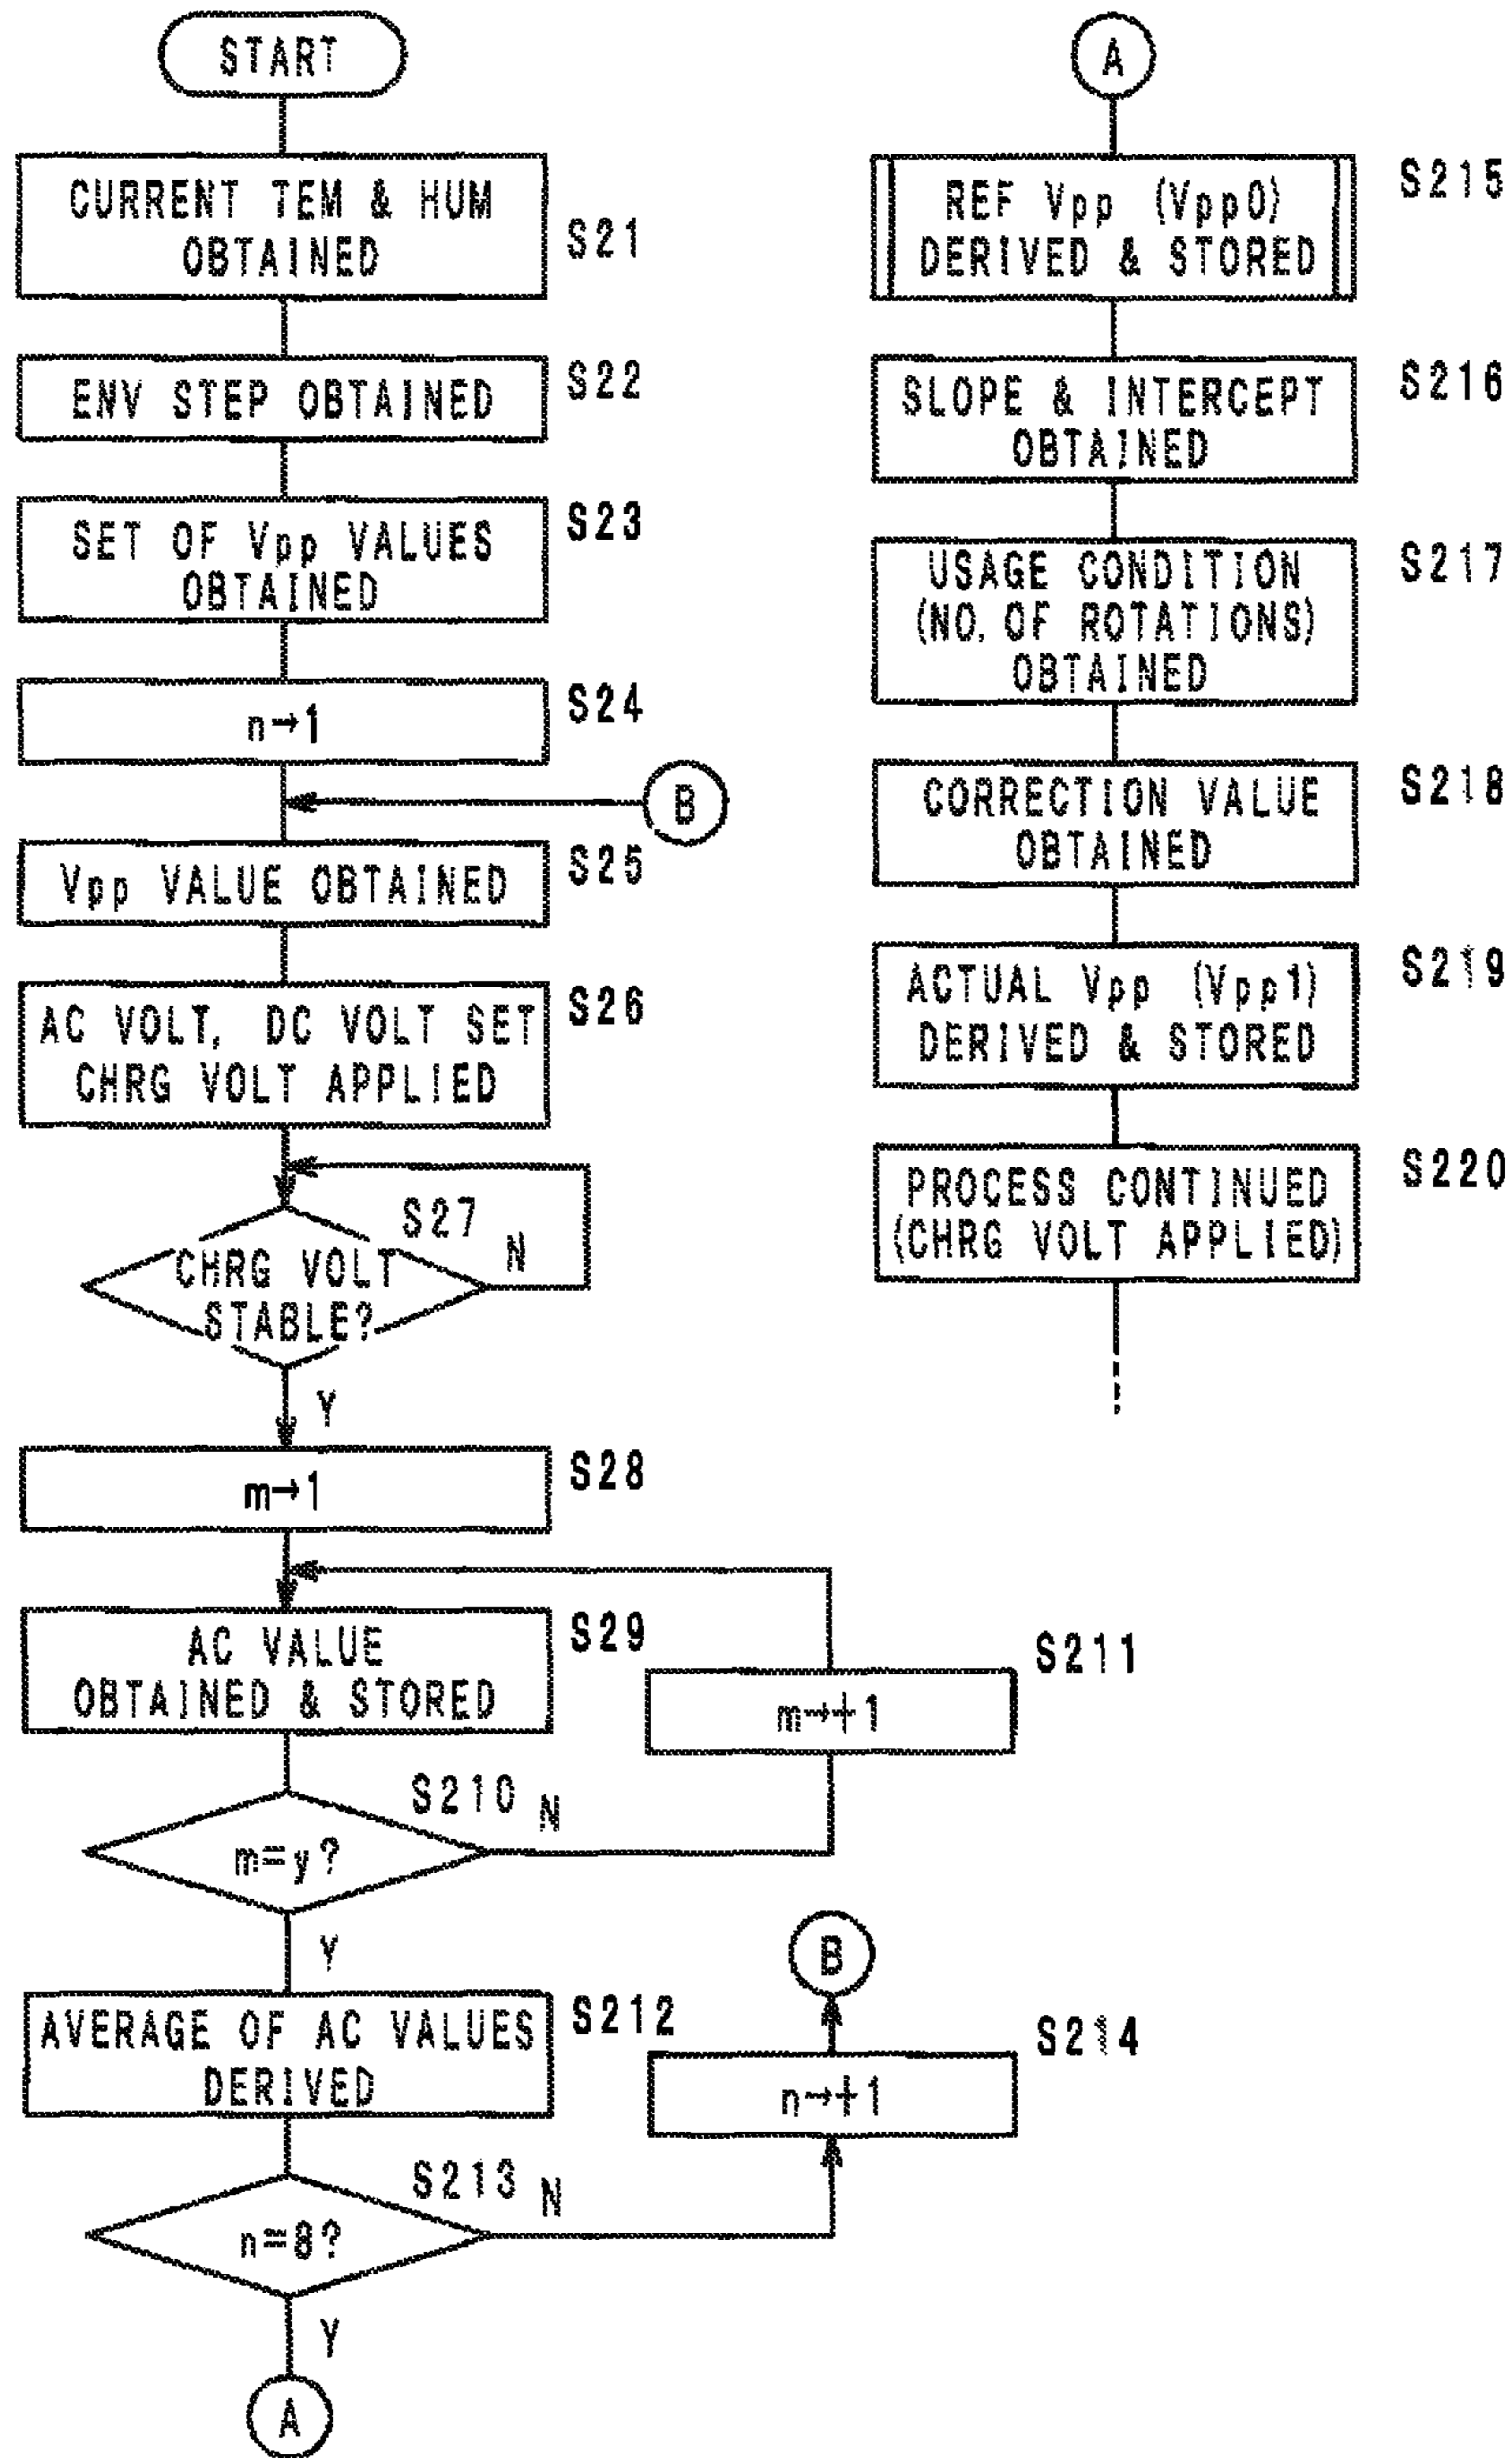 START
CURRENT TEM & HUM
OBTAINED
S21
ENV STEP OBTAINED
S22
SET OF Vpp VALUES
OBTAINED
S23
n→1
S24
B
Vpp VALUE OBTAINED
S25
AC VOLT, DC VOLT SET
CHRG VOLT APPLIED
S26
S27
CHRG VOLT
STABLE?
N
Y
m→1
S28
AC VALUE
OBTAINED & STORED
S29
S211
m→+1
S210
N
m=y?
Y
AVERAGE OF AC VALUES
DERIVED
S212
B
S214
n→+1
S213
N
n=8?
Y
A
A
REF Vpp (Vpp0)
DERIVED & STORED
S215
SLOPE & INTERCEPT
OBTAINED
S216
USAGE CONDITION
(NO. OF ROTATIONS)
OBTAINED
S217
CORRECTION VALUE
OBTAINED
S218
ACTUAL Vpp (Vpp1)
DERIVED & STORED
S219
PROCESS CONTINUED
(CHRG VOLT APPLIED)
S220